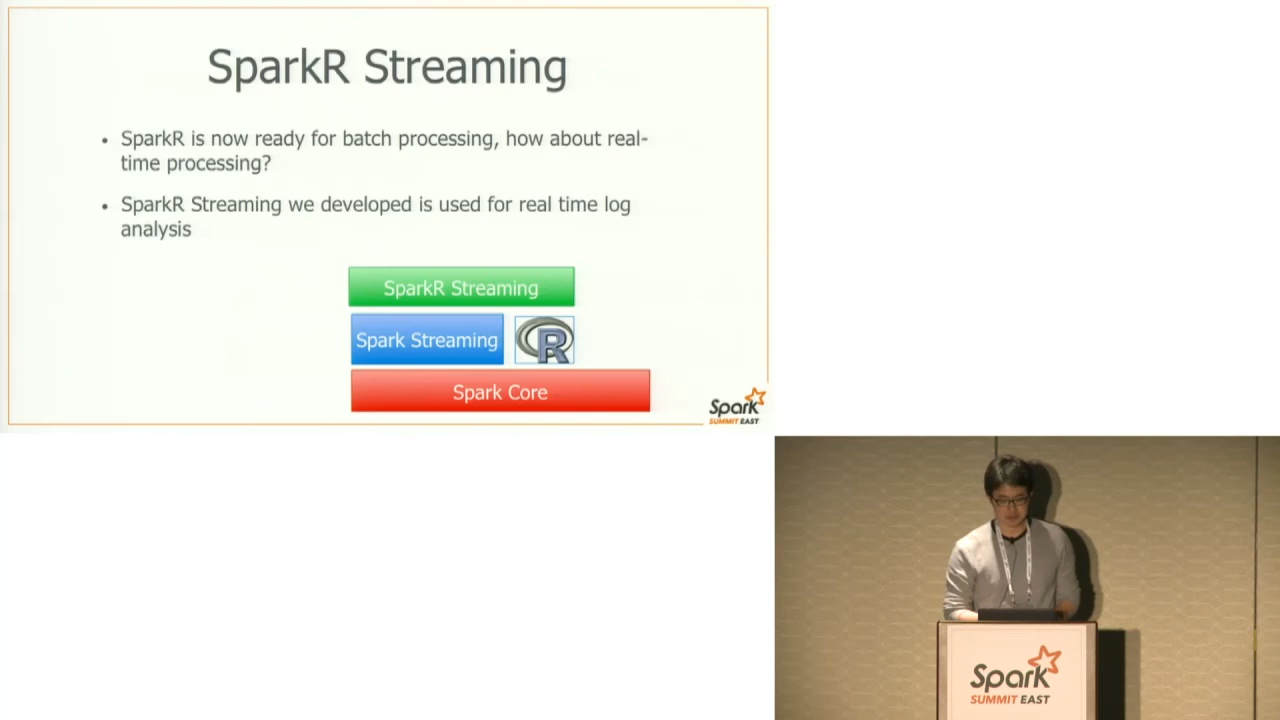 SparkR Streaming
• SparkR is now ready for batch processing, how about real-
time processing?
• SparkR Streaming we developed is used for real time log
analysis
SparkR Streaming
Spark Streaming
R
Spark Core
Spark
SUMMIT EAST
Spark
SUMMIT EAST